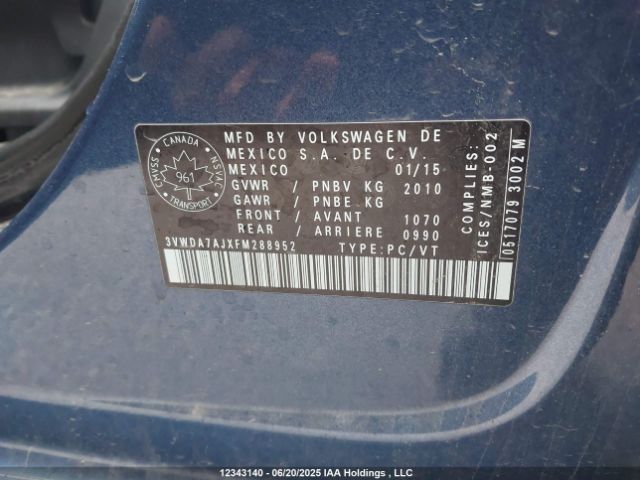 CANADA
CMVSS
NSVAC
961
TRANSPORT
MFD BY VOLKSWAGEN DE
MEXICO S.A. DE C.V.
MEXICO 01/15
GVWR / PNBV KG 2010
GAWR / PNBE KG
FRONT / AVANT 1070
REAR / ARRIERE 0990
3VWDA7AJXFM288952 TYPE:PC/VT
COMPLIES:
ICES/NMB-002
0517079 3002 M
12343140 - 06/20/2025 IAA Holdings , LLC